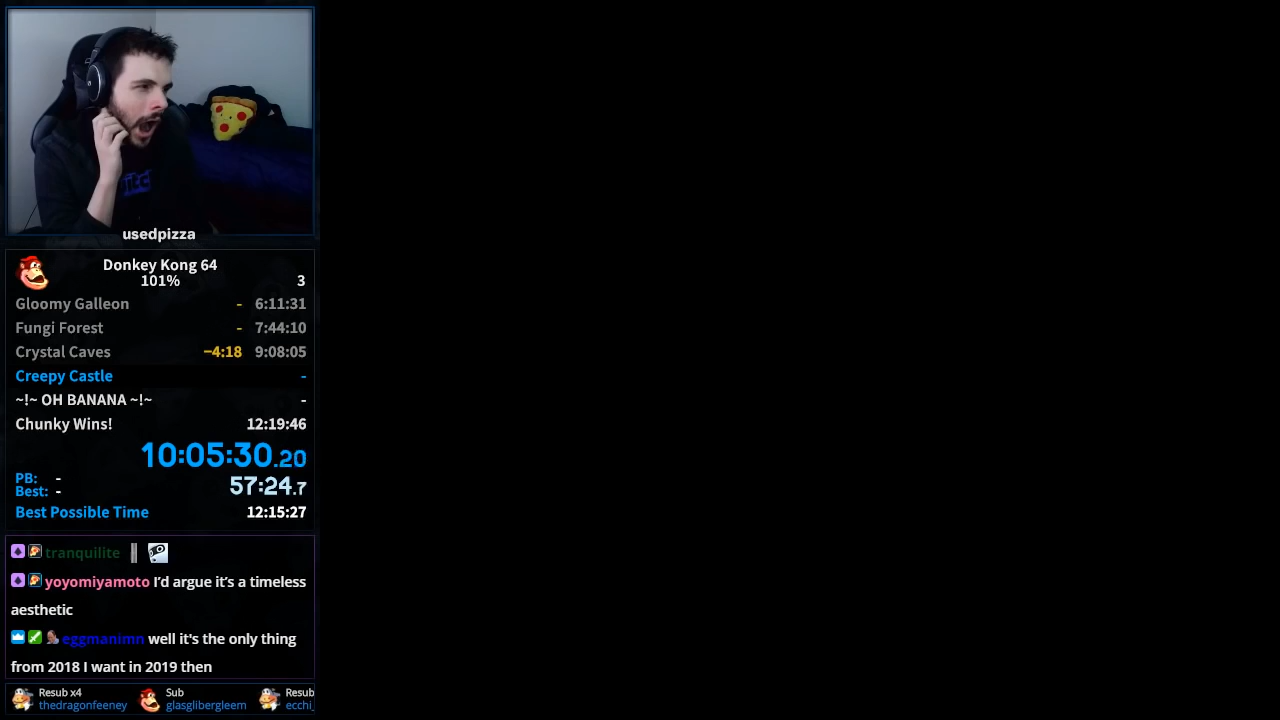 usedpizza
Donkey Kong 64
101% 3
Gloomy Galleon - 6:11:31
Fungi Forest - 7:44:10
Crystal Caves −4:18 9:08:05
Creepy Castle -
~!~ OH BANANA ~!~ -
Chunky Wins! 12:19:46
10:05:30.20
PB: -
Best: - 57:24.7
Best Possible Time 12:15:27
tranquilite
yoyomiyamoto I’d argue it’s a timeless
aesthetic
eggmanimn well it's the only thing
from 2018 I want in 2019 then
Resub x4 Sub Resub
thedragonfeeney glasglibergleem ecchi_